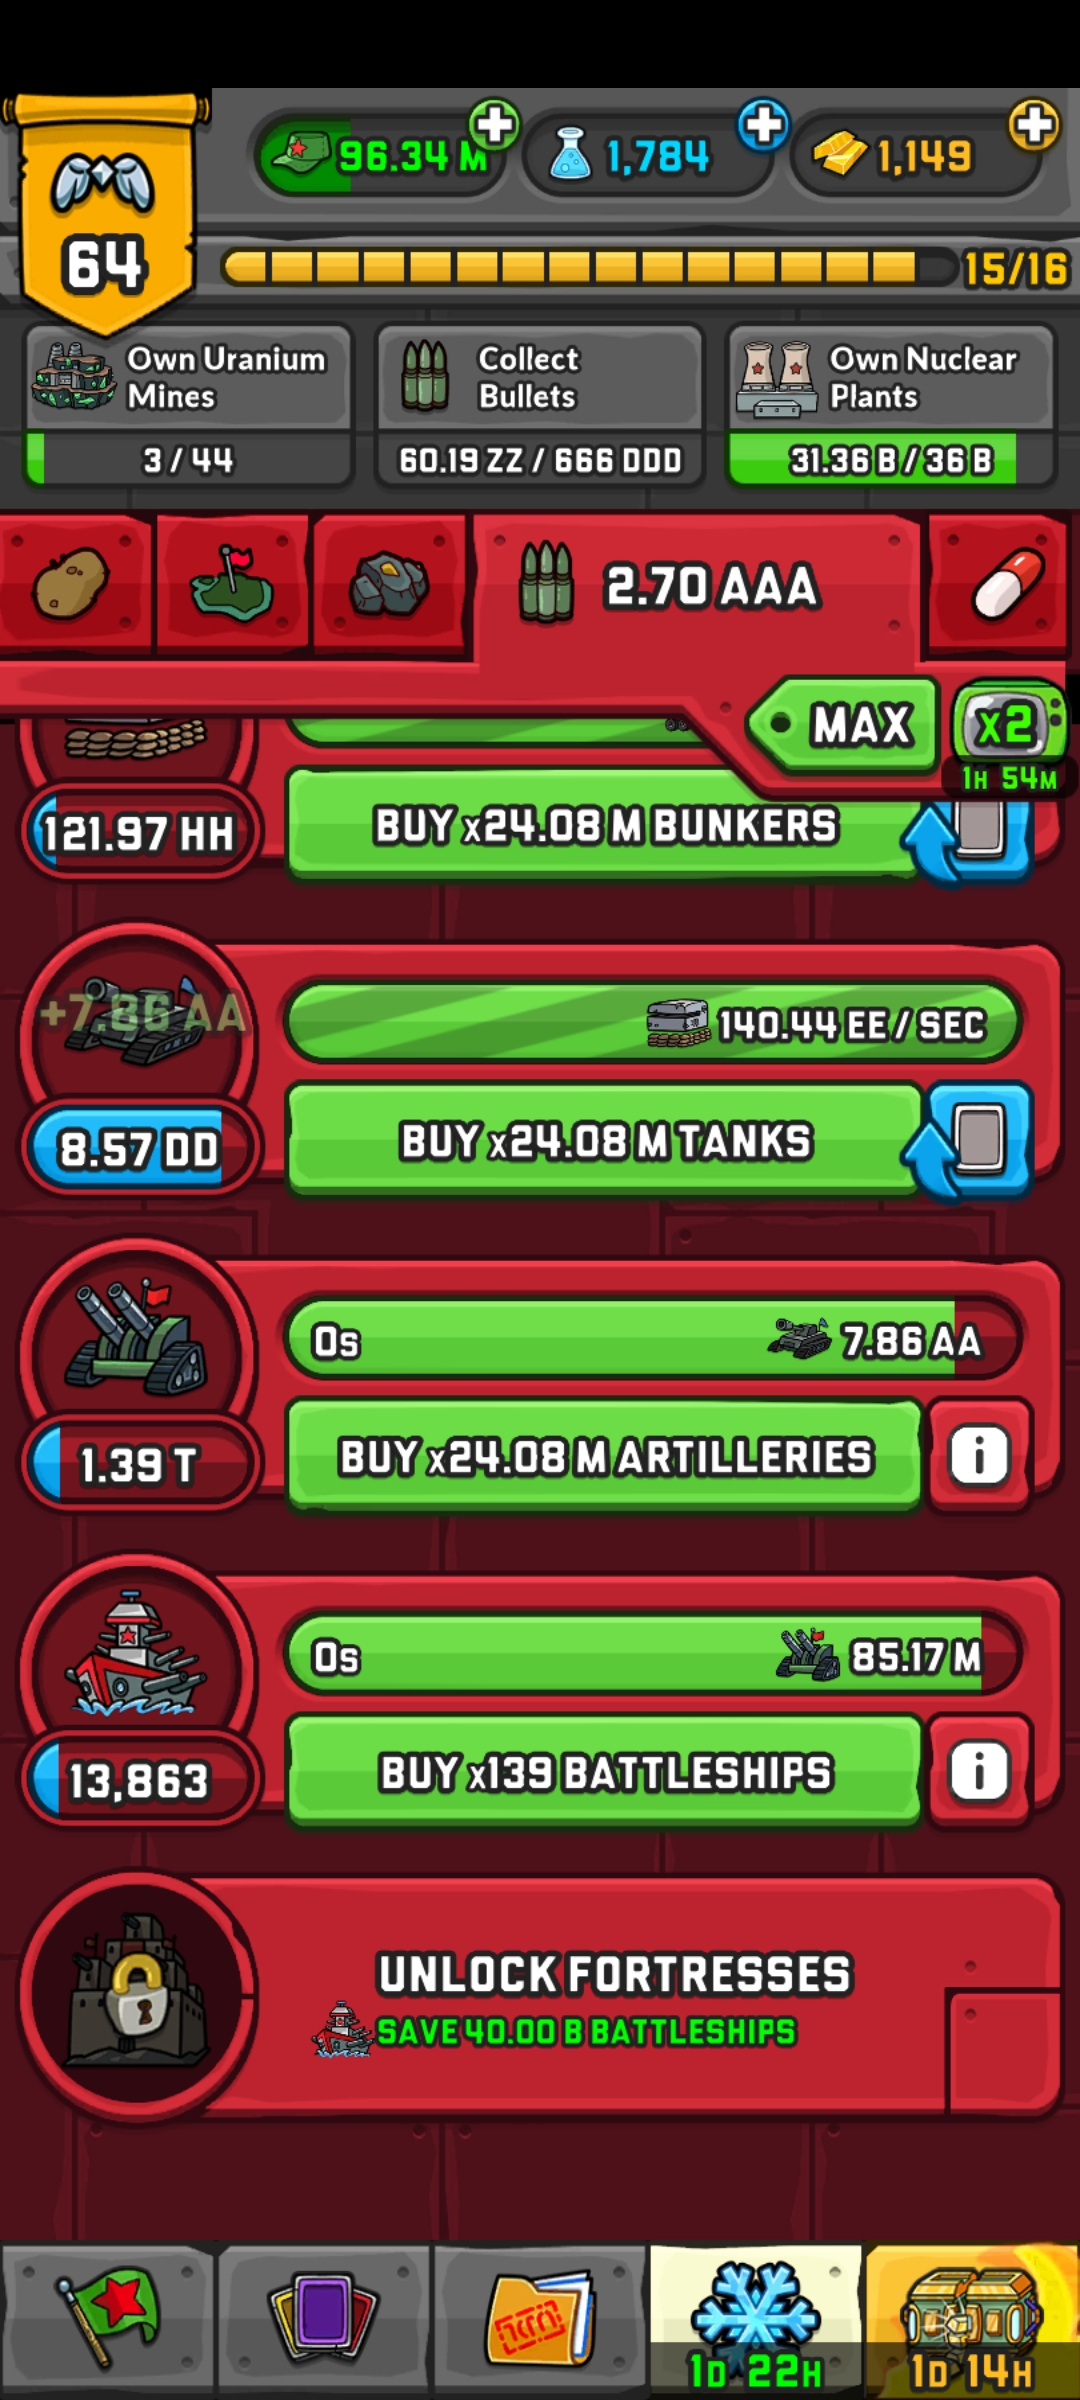 96.34 M
1,784
1,149
64
15/16
Own Uranium
Mines
3 / 44
Collect
Bullets
60.19 ZZ / 666 DDD
Own Nuclear
Plants
31.36 B / 36 B
2.70 AAA
MAX
X2
1H 54M
121.97 HH
BUY x24.08 M BUNKERS
+7.86 AA
140.44 EE / SEC
8.57 DD
BUY x24.08 M TANKS
0s
7.86 AA
1.39 T
BUY x24.08 M ARTILLERIES
i
0s
85.17 M
13,863
BUY x139 BATTLESHIPS
i
UNLOCK FORTRESSES
SAVE 40.00 B BATTLESHIPS
1D 22H
1D 14H